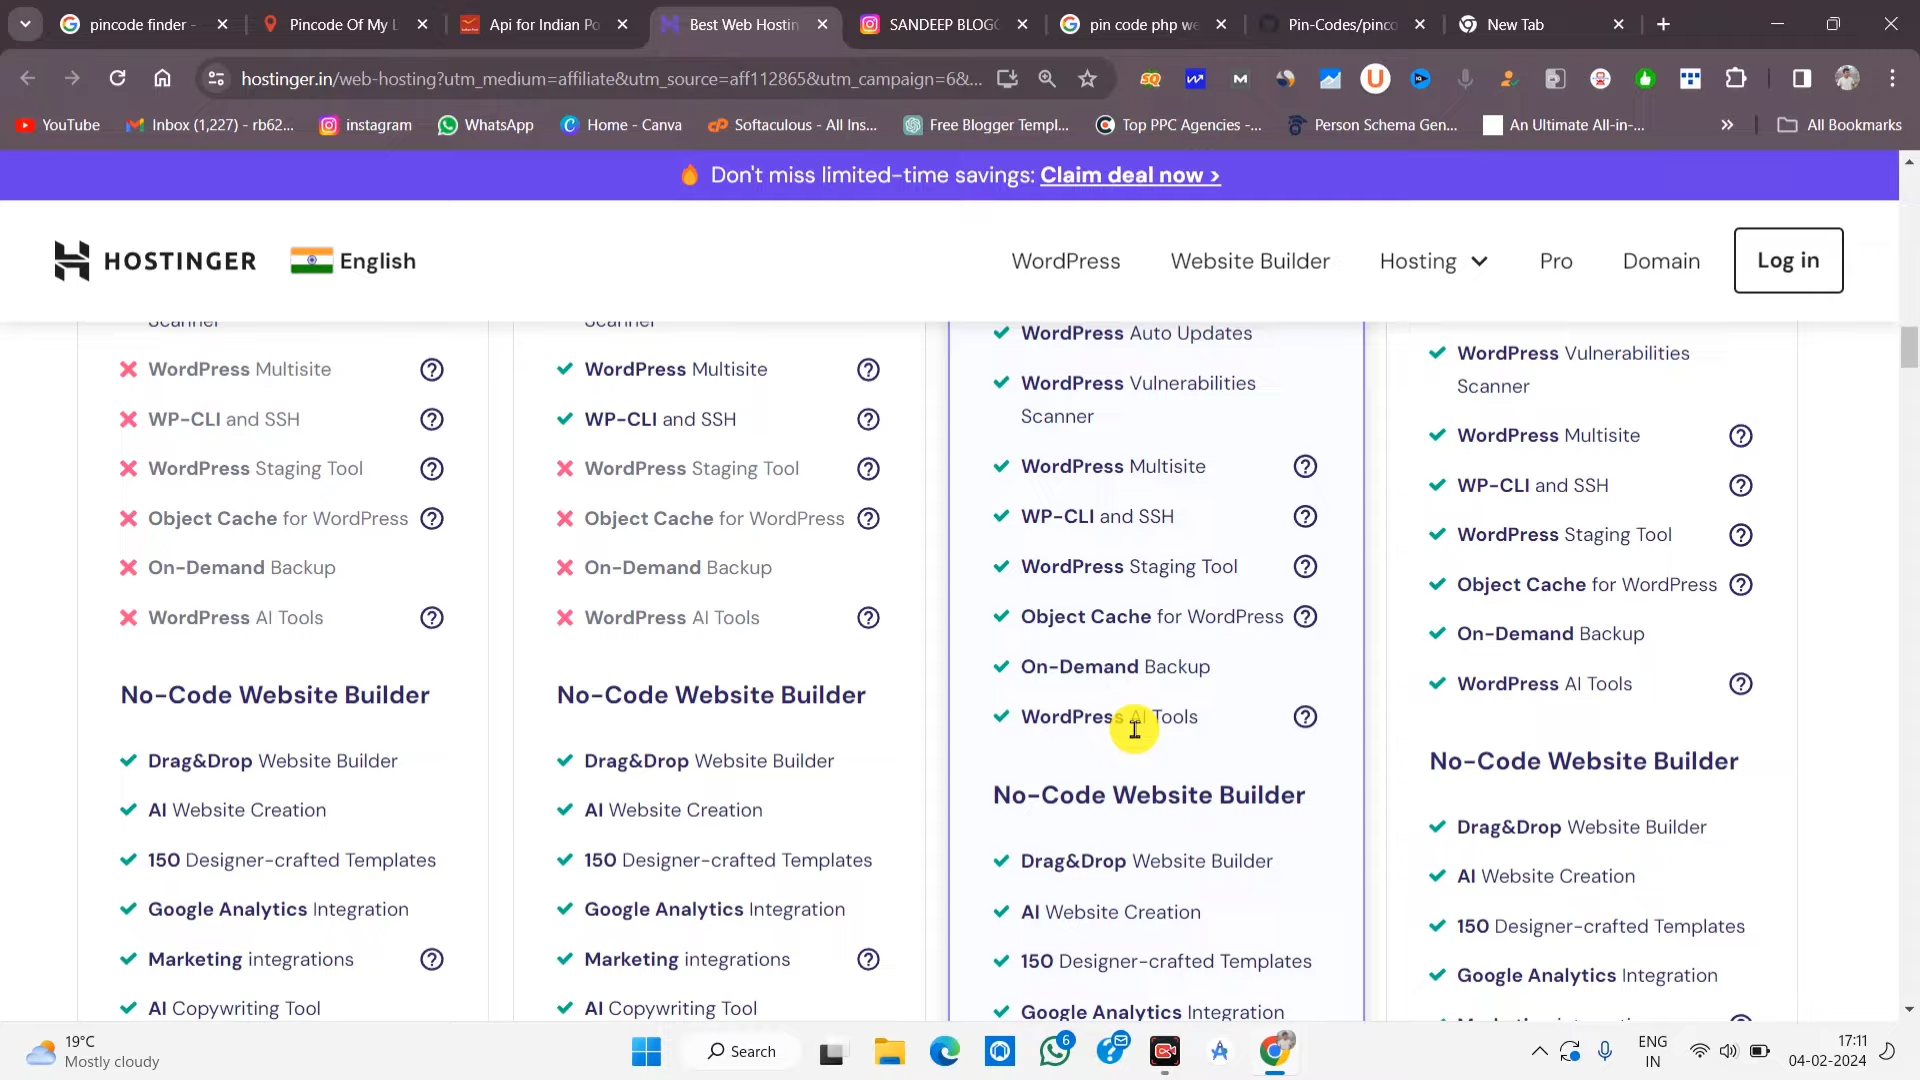 pincode finder -
Pincode Of My L
Api for Indian Po
Best Web Hostin
SANDEEP BLOGG
pin code php we
Pin-Codes/pinco
New Tab
hostinger.in/web-hosting?utm_medium=affiliate&utm_source=aff112865&utm_campaign=6&...
YouTube
Inbox (1,227) - rb62...
instagram
WhatsApp
Home - Canva
Softaculous - All Ins...
Free Blogger Templ...
Top PPC Agencies -...
Person Schema Gen...
An Ultimate All-in-...
All Bookmarks
Don't miss limited-time savings: Claim deal now >
HOSTINGER
English
WordPress
Website Builder
Hosting
Pro
Domain
Log in
Scanner
WordPress Multisite
WP-CLI and SSH
WordPress Staging Tool
Object Cache for WordPress
On-Demand Backup
WordPress AI Tools
No-Code Website Builder
Drag&Drop Website Builder
AI Website Creation
150 Designer-crafted Templates
Google Analytics Integration
Marketing integrations
AI Copywriting Tool
Scanner
WordPress Multisite
WP-CLI and SSH
WordPress Staging Tool
Object Cache for WordPress
On-Demand Backup
WordPress AI Tools
No-Code Website Builder
Drag&Drop Website Builder
AI Website Creation
150 Designer-crafted Templates
Google Analytics Integration
Marketing integrations
AI Copywriting Tool
WordPress Auto Updates
WordPress Vulnerabilities
Scanner
WordPress Multisite
WP-CLI and SSH
WordPress Staging Tool
Object Cache for WordPress
On-Demand Backup
WordPress AI Tools
No-Code Website Builder
Drag&Drop Website Builder
AI Website Creation
150 Designer-crafted Templates
Google Analytics Integration
WordPress Vulnerabilities
Scanner
WordPress Multisite
WP-CLI and SSH
WordPress Staging Tool
Object Cache for WordPress
On-Demand Backup
WordPress AI Tools
No-Code Website Builder
Drag&Drop Website Builder
AI Website Creation
150 Designer-crafted Templates
Google Analytics Integration
19°C
Mostly cloudy
Search
6
ENG
IN
17:11
04-02-2024